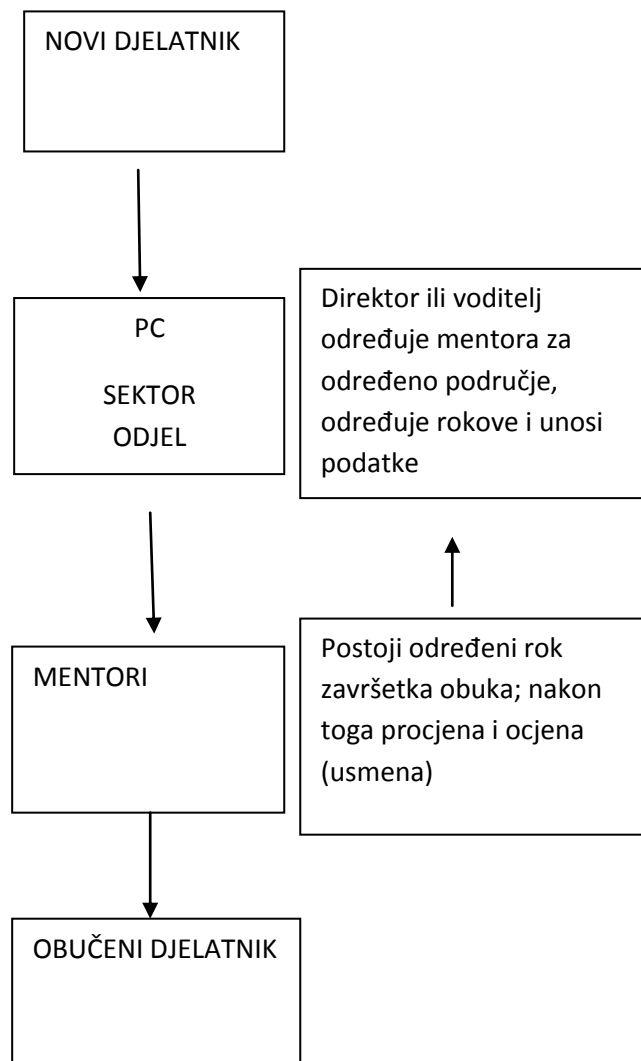 NOVI DJELATNIK
PC
SEKTOR
ODJEL
Direktor ili voditelj
određuje mentora za
određeno područje,
određuje rokove i unosi
podatke
MENTORI
Postoji određeni rok
završetka obuka; nakon
toga procjena i ocjena
(usmena)
OBUČENI DJELATNIK